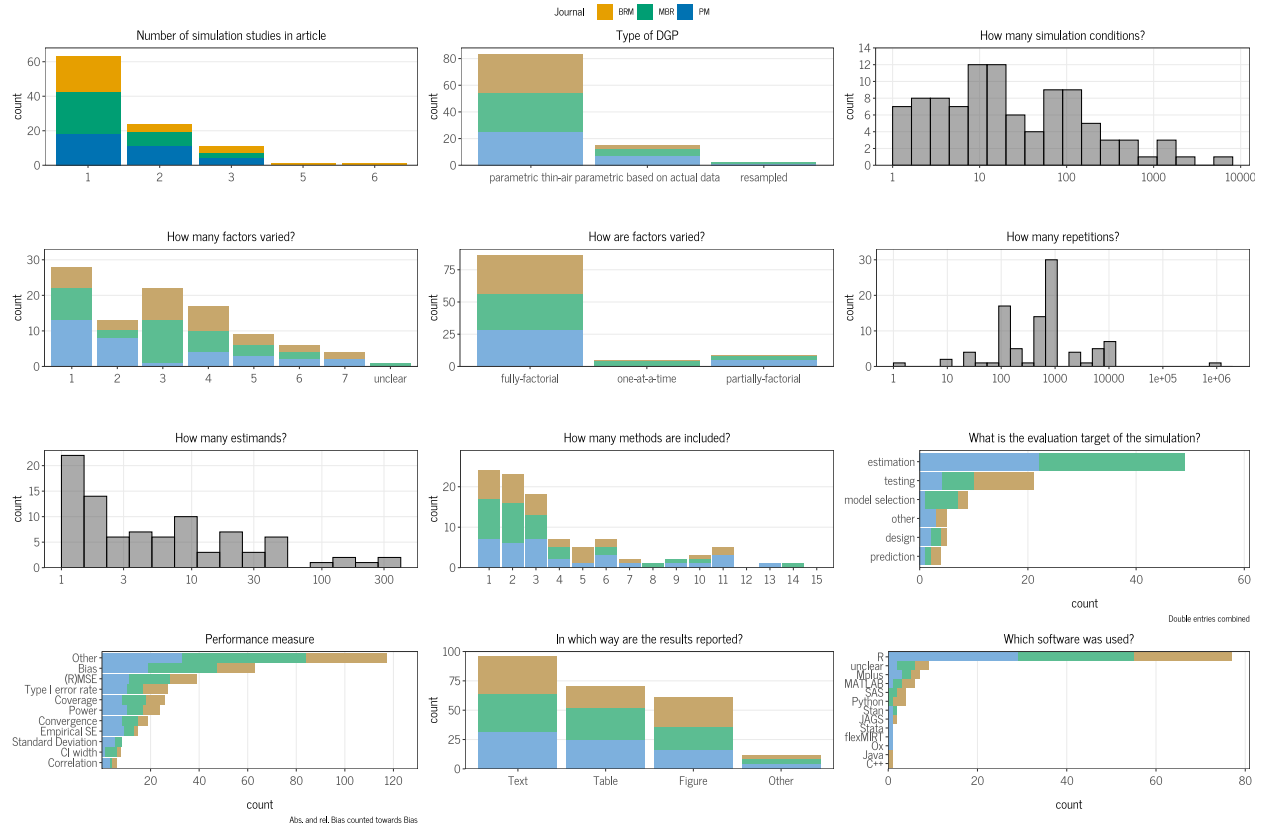 Journal BRM MBR PM
Number of simulation studies in article
count
60
40
20
0
1 2 3 5 6
Type of DGP
count
80
60
40
20
0
parametric thin-air parametric based on actual data resampled
How many simulation conditions?
count
14
12
10
8
6
4
2
0
1 10 100 1000 10000
How many factors varied?
count
30
20
10
0
1 2 3 4 5 6 7 unclear
How are factors varied?
count
75
50
25
0
fully-factorial one-at-a-time partially-factorial
How many repetitions?
count
30
20
10
0
1 10 100 1000 10000 1e+05 1e+06
How many estimands?
count
20
15
10
5
0
1 3 10 30 100 300
How many methods are included?
count
20
10
0
1 2 3 4 5 6 7 8 9 10 11 12 13 14 15
What is the evaluation target of the simulation?
estimation
testing
model selection
other
design
prediction
0 20 40 60
count
Double entries combined
Performance measure
Other
Bias
(R)MSE
Type I error rate
Coverage
Power
Convergence
Empirical SE
Standard Deviation
CI width
Correlation
20 40 60 80 100 120
count
Abs. and rel. Bias counted towards Bias
In which way are the results reported?
count
100
75
50
25
0
Text Table Figure Other
Which software was used?
R
unclear
Mplus
MATLAB
SAS
Python
Stan
JAGS
Stata
flexMIRT
Ox
Java
C++
0 20 40 60 80
count